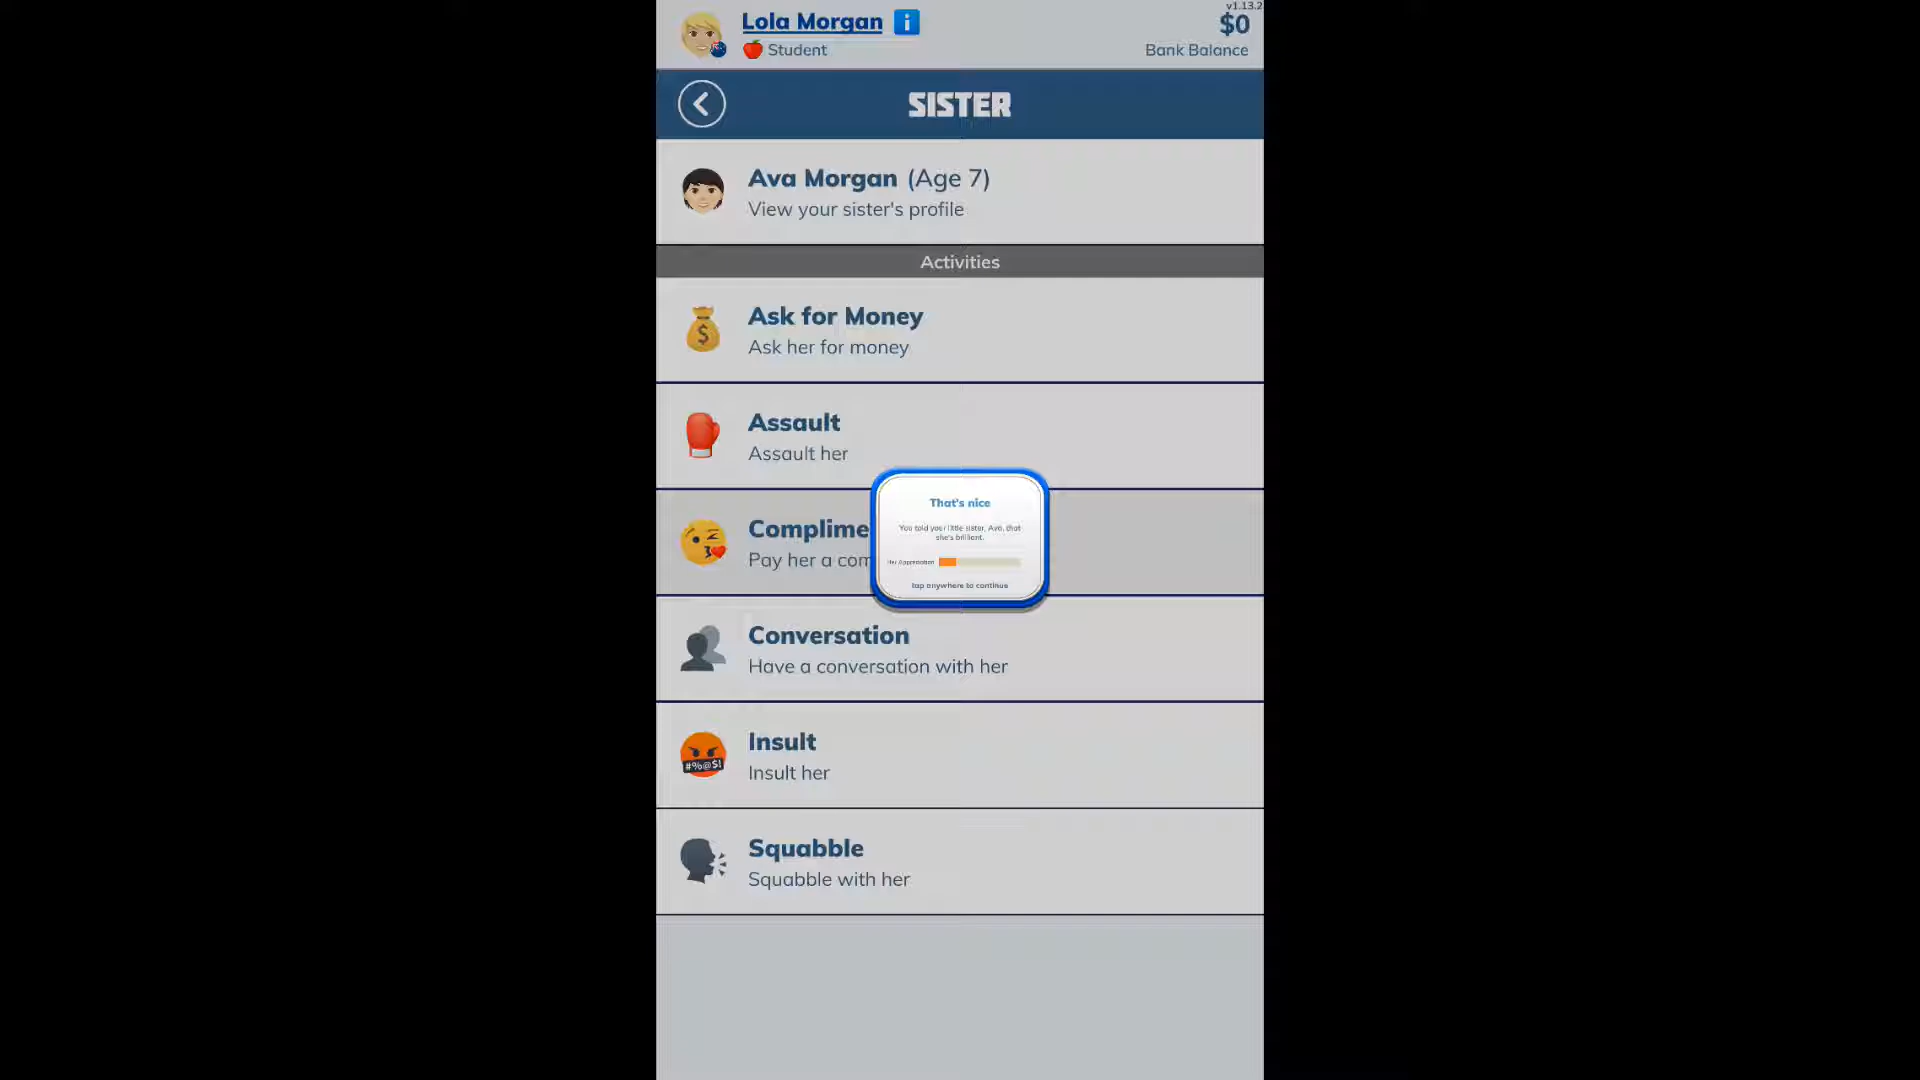 v1.13.2
Lola Morgan
$0
Student
Bank Balance
SISTER
Ava Morgan (Age 7)
View your sister's profile
Activities
Ask for Money
Ask her for money
Assault
Assault her
That's nice
You told your little sister, Ava, that
she's brilliant.
Complime
Pay her a com
Her Appreciation
Tap anywhere to continue
Conversation
Have a conversation with her
#%@$!
Insult
Insult her
Squabble
Squabble with her